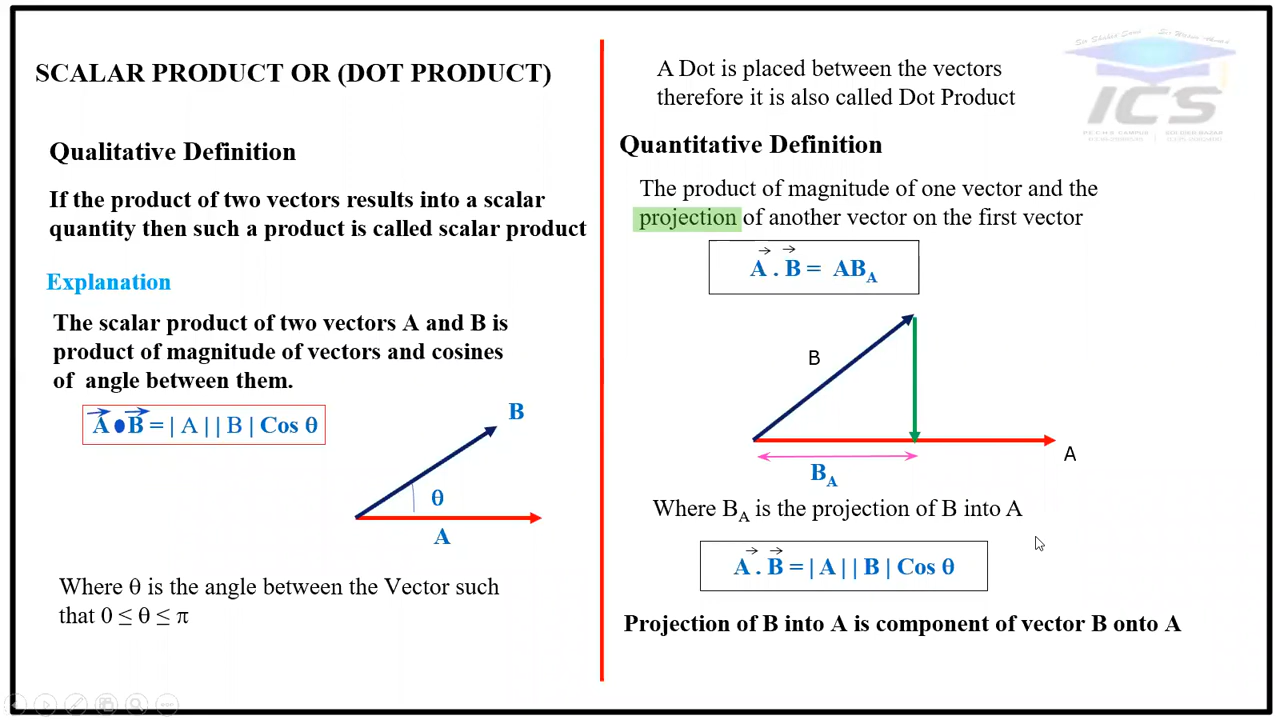 SCALAR PRODUCT OR (DOT PRODUCT)
Qualitative Definition
If the product of two vectors results into a scalar
quantity then such a product is called scalar product
Explanation
The scalar product of two vectors A and B is
product of magnitude of vectors and cosines
of angle between them.
A⃗ ● B⃗ = | A | | B | Cos θ
B
θ
A
Where θ is the angle between the Vector such
that 0 ≤ θ ≤ π
A Dot is placed between the vectors
therefore it is also called Dot Product
ICS
Quantitative Definition
The product of magnitude of one vector and the
projection of another vector on the first vector
A⃗ . B⃗ = AB_A
B
A
B_A
Where B_A is the projection of B into A
A⃗ . B⃗ = | A | | B | Cos θ
Projection of B into A is component of vector B onto A